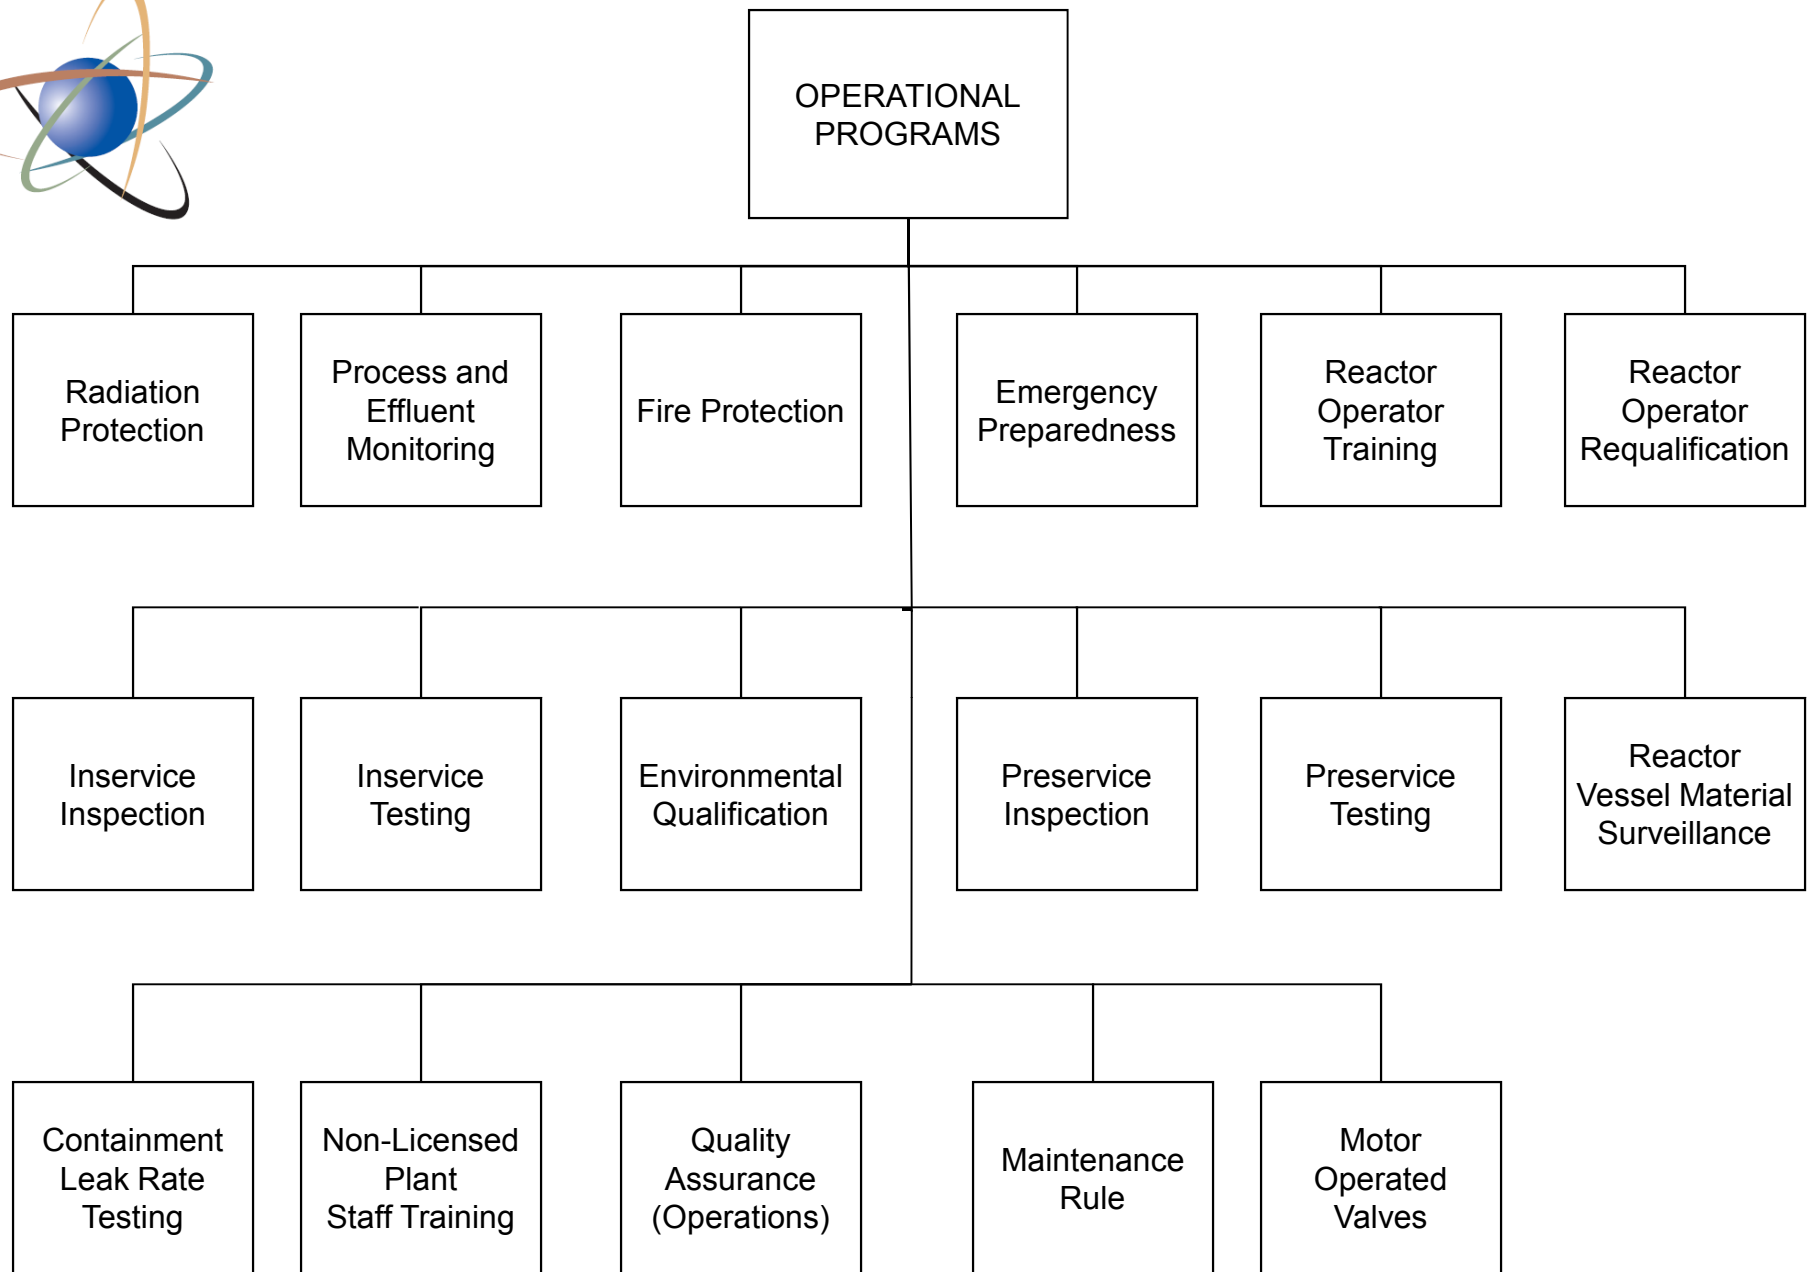 OPERATIONAL
PROGRAMS
Radiation
Protection
Process and
Effluent
Monitoring
Fire Protection
Emergency
Preparedness
Reactor
Operator
Training
Reactor
Operator
Requalification
Inservice
Inspection
Inservice
Testing
Environmental
Qualification
Preservice
Inspection
Preservice
Testing
Reactor
Vessel Material
Surveillance
Containment
Leak Rate
Testing
Non-Licensed
Plant
Staff Training
Quality
Assurance
(Operations)
Maintenance
Rule
Motor
Operated
Valves